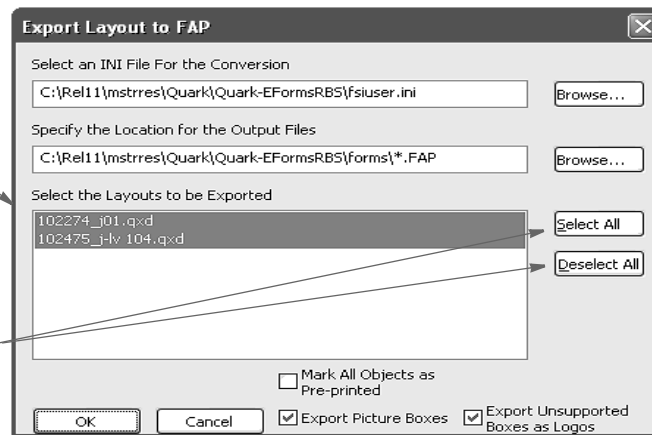 Export Layout to FAP
Select an INI File For the Conversion
C:\Rel11\mstrres\Quark\Quark-EFormsRBS\fsiuser.ini
Browse...
Specify the Location for the Output Files
C:\Rel11\mstrres\Quark\Quark-EFormsRBS\forms\*.FAP
Browse...
Select the Layouts to be Exported
102274_j01.qxd
102475_j-lv 104.qxd
Select All
Deselect All
Mark All Objects as
Pre-printed
OK
Cancel
Export Picture Boxes
Export Unsupported
Boxes as Logos